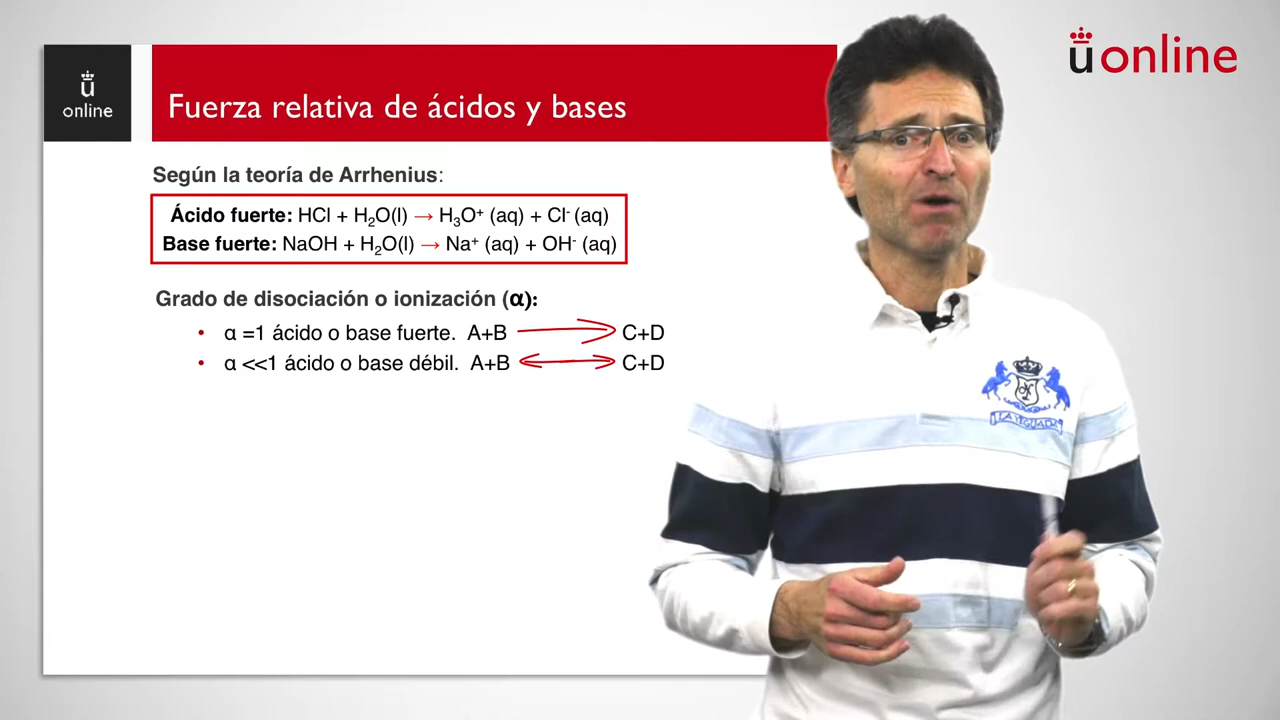 ū online
ū
online
Fuerza relativa de ácidos y bases
Según la teoría de Arrhenius:
Ácido fuerte: HCl + H₂O(l) → H₃O⁺ (aq) + Cl⁻ (aq)
Base fuerte: NaOH + H₂O(l) → Na⁺ (aq) + OH⁻ (aq)
Grado de disociación o ionización (α):
• α =1 ácido o base fuerte. A+B → C+D
• α <<1 ácido o base débil. A+B ↔ C+D
LA YEGUADA